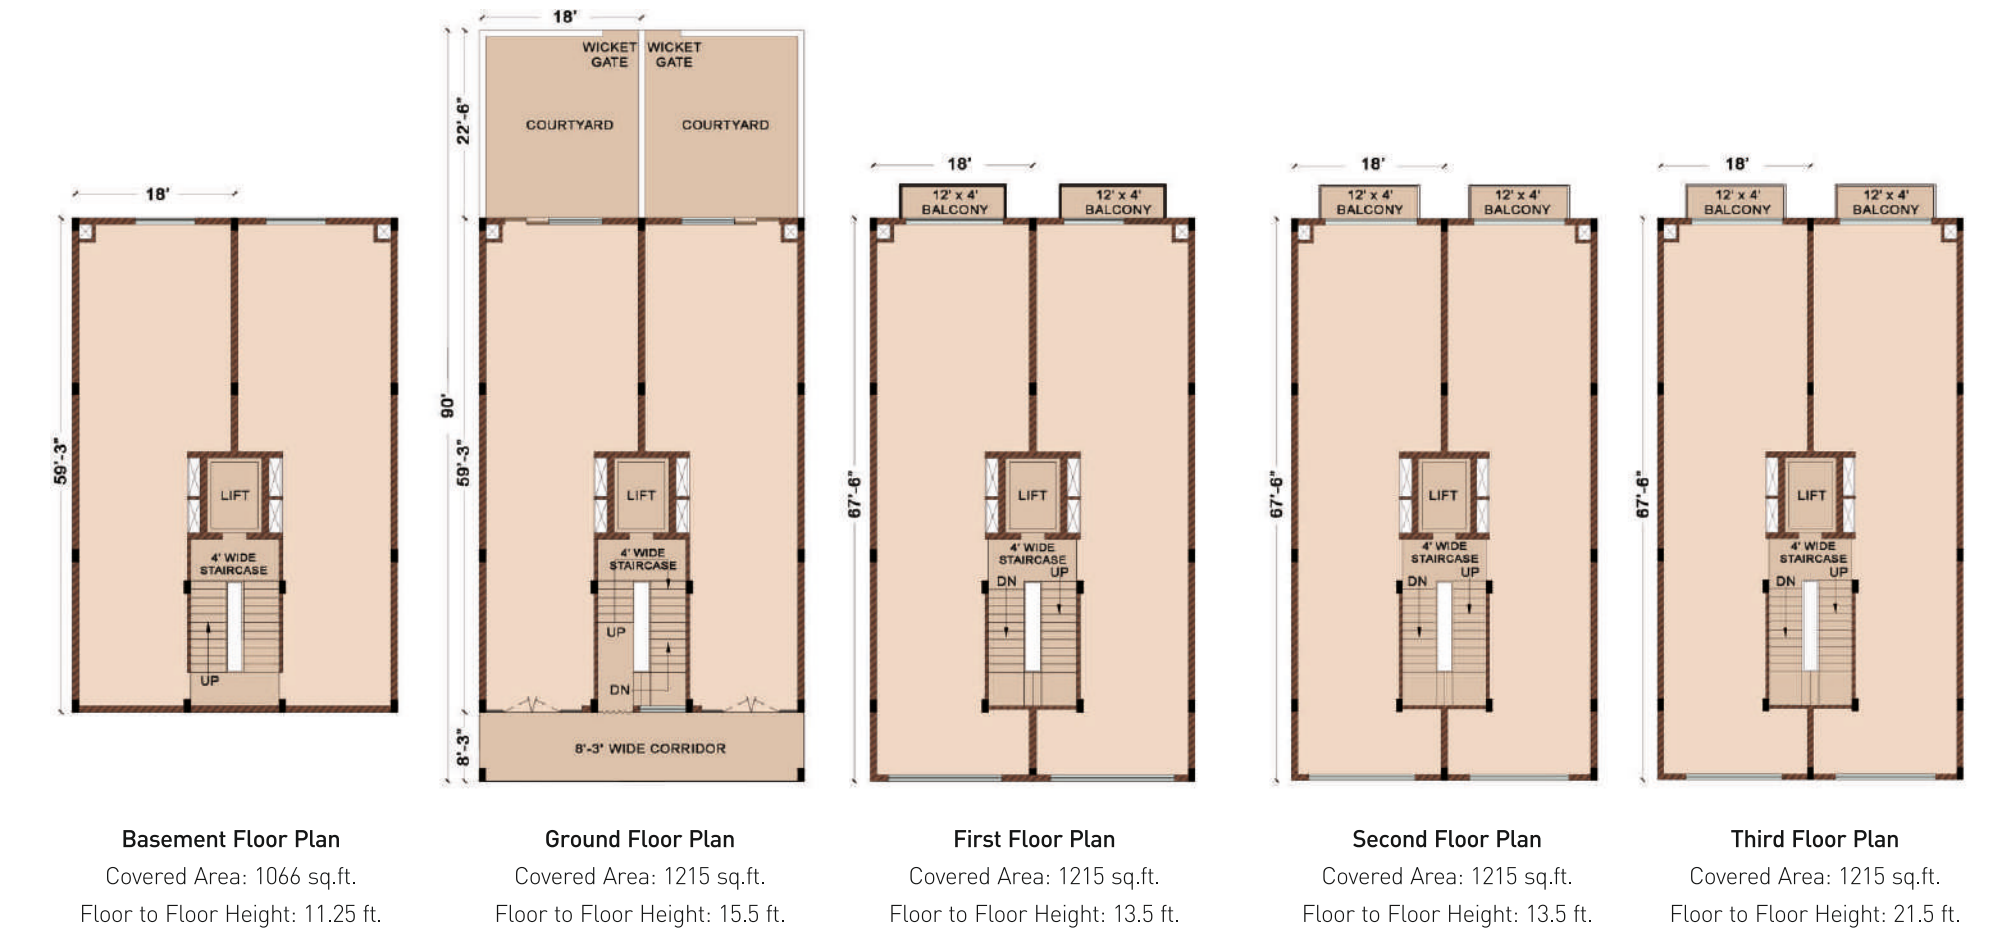 18'
59'-3"
LIFT
4' WIDE
STAIRCASE
UP
Basement Floor Plan
Covered Area: 1066 sq.ft.
Floor to Floor Height: 11.25 ft.
18'
WICKET
GATE
WICKET
GATE
COURTYARD
COURTYARD
22'-6"
90'
59'-3"
8'-3"
LIFT
4' WIDE
STAIRCASE
UP
DN
8'-3' WIDE CORRIDOR
Ground Floor Plan
Covered Area: 1215 sq.ft.
Floor to Floor Height: 15.5 ft.
18'
12' x 4'
BALCONY
12' x 4'
BALCONY
67'-6"
LIFT
4' WIDE
STAIRCASE
DN
UP
First Floor Plan
Covered Area: 1215 sq.ft.
Floor to Floor Height: 13.5 ft.
18'
12' x 4'
BALCONY
12' x 4'
BALCONY
67'-6"
LIFT
4' WIDE
STAIRCASE
DN
UP
Second Floor Plan
Covered Area: 1215 sq.ft.
Floor to Floor Height: 13.5 ft.
18'
12' x 4'
BALCONY
12' x 4'
BALCONY
67'-6"
LIFT
4' WIDE
STAIRCASE
DN
UP
Third Floor Plan
Covered Area: 1215 sq.ft.
Floor to Floor Height: 21.5 ft.